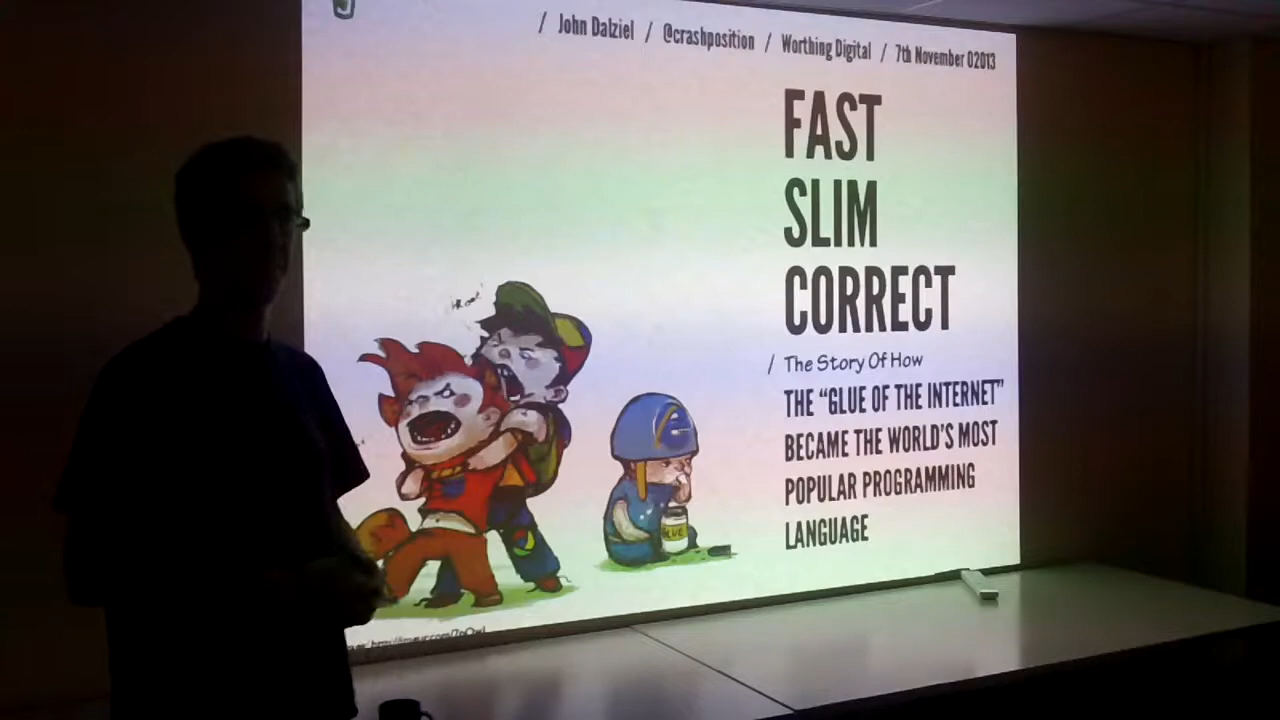 / John Dalziel / @crashposition / Worthing Digital / 7th November 02013
FAST
SLIM
CORRECT
/ The Story Of How
THE “GLUE OF THE INTERNET”
BECAME THE WORLD'S MOST
POPULAR PROGRAMMING
LANGUAGE
GLUE